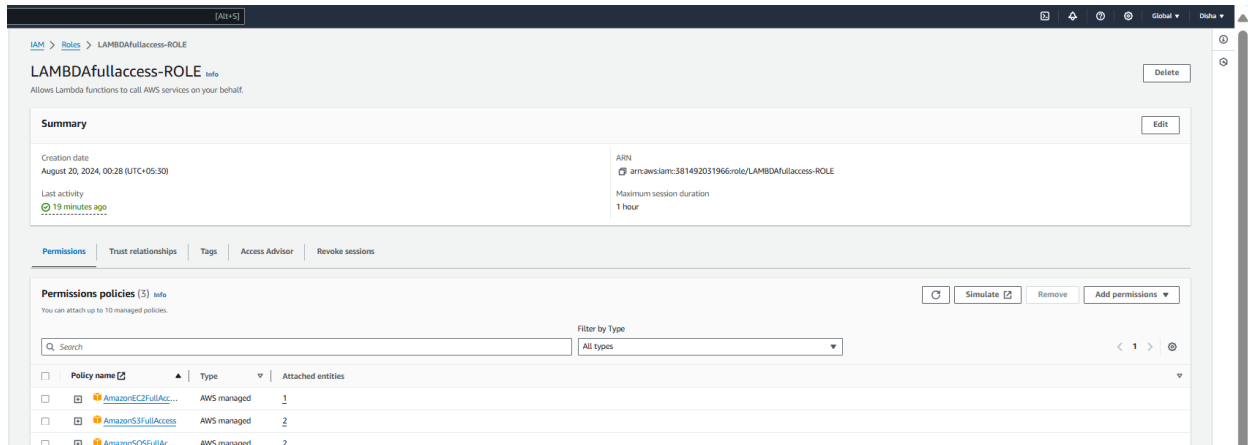 [Alt+S] Global Disha
IAM > Roles > LAMBDAfullaccess-ROLE
LAMBDAfullaccess-ROLE Info
Delete
Allows Lambda functions to call AWS services on your behalf.
Summary
Edit
Creation date
August 20, 2024, 00:28 (UTC+05:30)
ARN
arn:aws:iam::381492031966:role/LAMBDAfullaccess-ROLE
Last activity
19 minutes ago
Maximum session duration
1 hour
Permissions Trust relationships Tags Access Advisor Revoke sessions
Permissions policies (3) Info
Simulate Remove Add permissions
You can attach up to 10 managed policies.
Filter by Type
Search All types 1
Policy name Type Attached entities
AmazonEC2FullAcc... AWS managed 1
AmazonS3FullAccess AWS managed 2
AmazonSQSFullAc... AWS managed 2